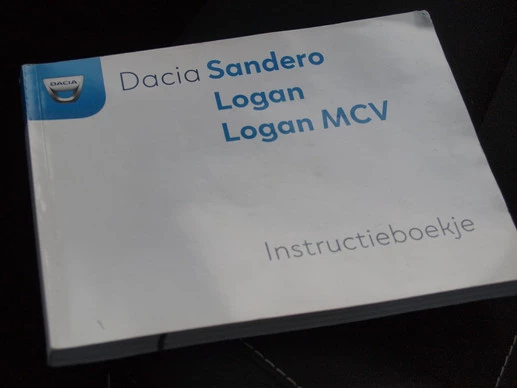 DACIA
Dacia Sandero
Logan
Logan MCV
Instructieboekje